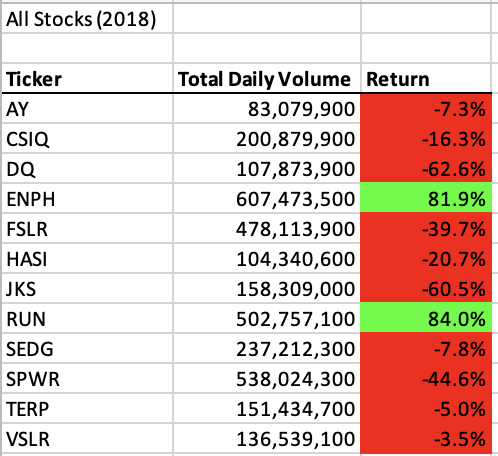 All Stocks (2018)
Ticker Total Daily Volume Return
AY 83,079,900 -7.3%
CSIQ 200,879,900 -16.3%
DQ 107,873,900 -62.6%
ENPH 607,473,500 81.9%
FSLR 478,113,900 -39.7%
HASI 104,340,600 -20.7%
JKS 158,309,000 -60.5%
RUN 502,757,100 84.0%
SEDG 237,212,300 -7.8%
SPWR 538,024,300 -44.6%
TERP 151,434,700 -5.0%
VSLR 136,539,100 -3.5%